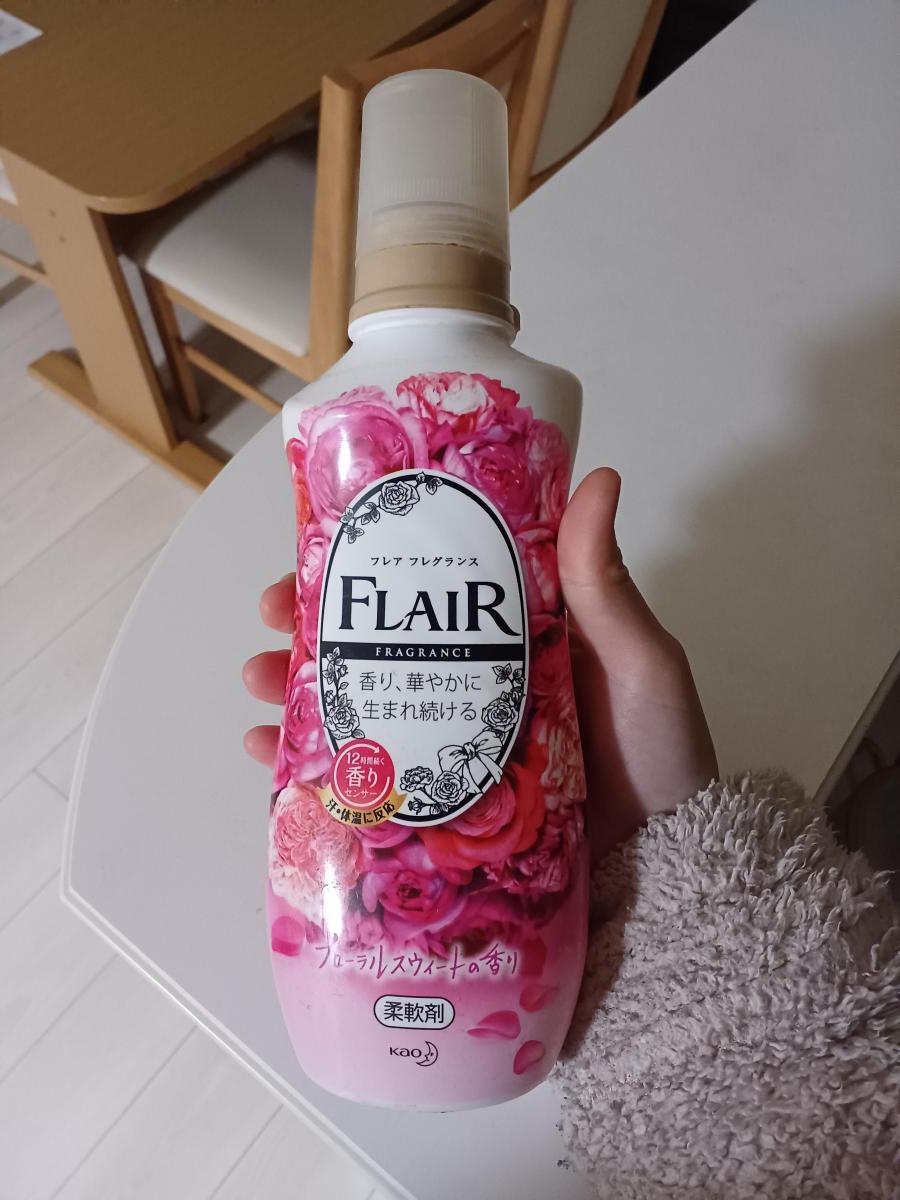 フレア フレグランス
FLAIR
FRAGRANCE
香り、華やかに
生まれ続ける
12時間続く
香り
センサー
汗・体温に反応
フローラルスウィートの香り
柔軟剤
Kao